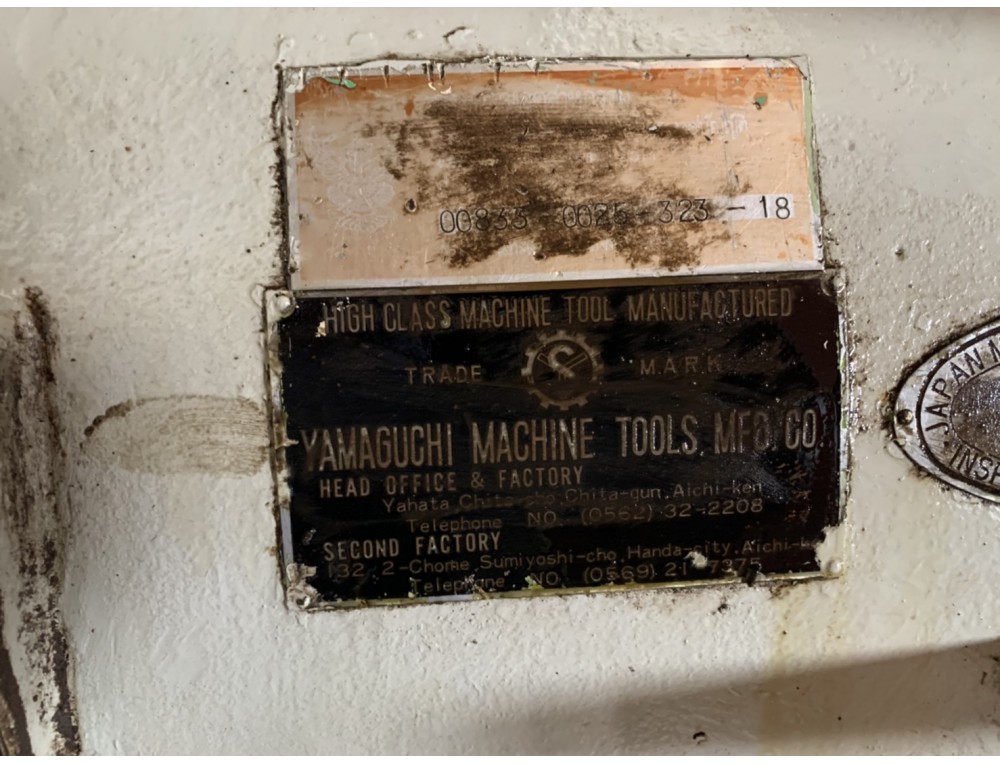 00833 0025 323 - 18
HIGH CLASS MACHINE TOOL MANUFACTURED
TRADE S MARK
YAMAGUCHI MACHINE TOOLS. MFG. CO.
HEAD OFFICE & FACTORY
Yahata Chita-cho, Chita-gun, Aichi-ken
Telephone NO. (0562) 32-2208
SECOND FACTORY
132 2-Chome, Sumiyoshi-cho, Handa-city, Aichi-
Telephone NO. (0569) 21-7375
JAPAN